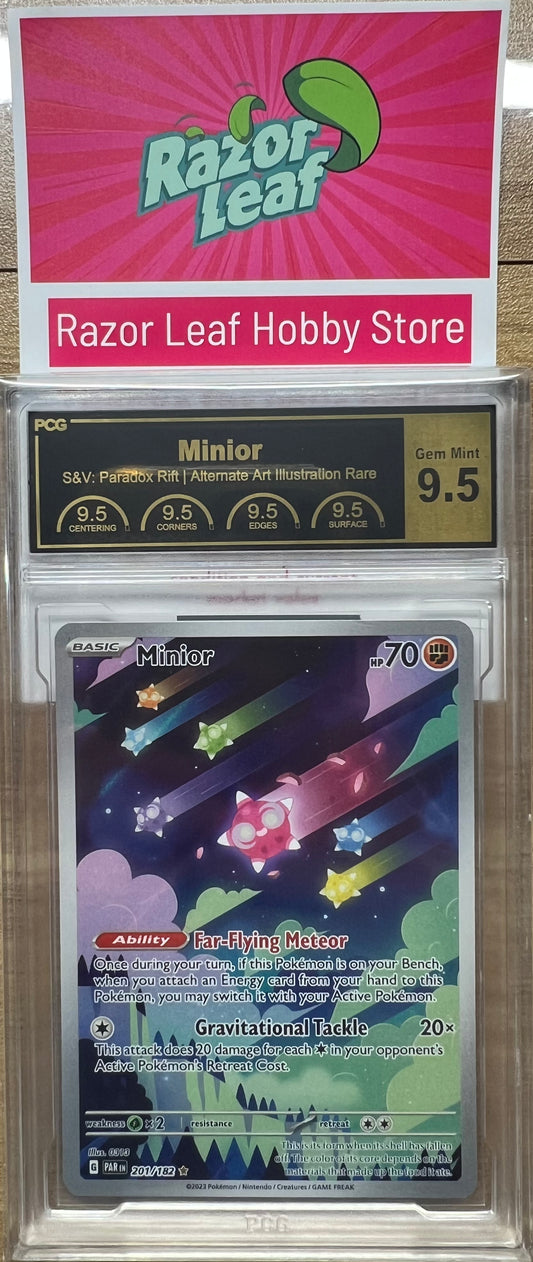 Razor
Leaf
Razor Leaf Hobby Store
PCG
Minior
S&V: Paradox Rift | Alternate Art Illustration Rare
Gem Mint
9.5
9.5
CENTERING
9.5
CORNERS
9.5
EDGES
9.5
SURFACE
BASIC
Minior
HP70
Ability
Far-Flying Meteor
Once during your turn, if this Pokémon is on your Bench,
when you attach an Energy card from your hand to this
Pokémon, you may switch it with your Active Pokémon.
Gravitational Tackle 20×
This attack does 20 damage for each in your opponent's
Active Pokémon's Retreat Cost.
weakness ×2 resistance retreat
Illus. 0313
G PAR EN 201/182
This is its form when its shell has fallen
off. The color of its core depends on the
materials that made up the food it ate.
©2023 Pokémon / Nintendo / Creatures / GAME FREAK
PCG